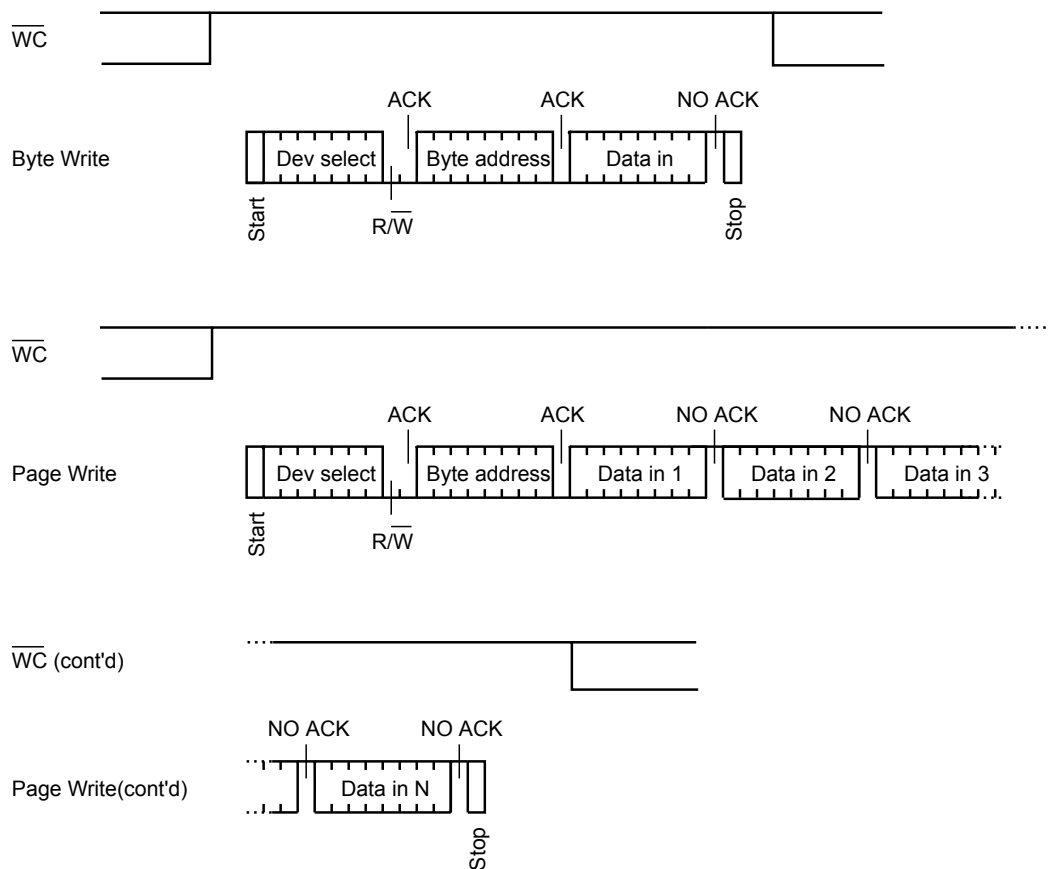 WC
ACK ACK NO ACK
Byte Write Dev select Byte address Data in
Start R/W Stop
WC
ACK ACK NO ACK NO ACK
Page Write Dev select Byte address Data in 1 Data in 2 Data in 3
Start R/W
WC (cont'd)
NO ACK NO ACK
Page Write(cont'd) Data in N
Stop